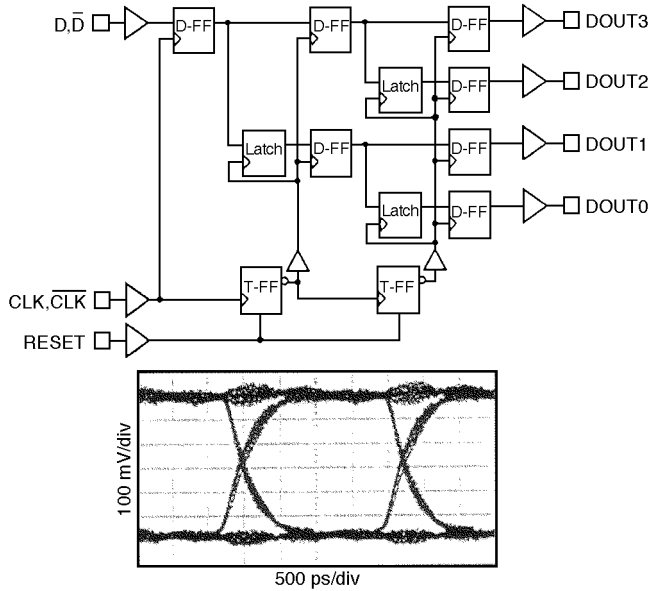 D,D̅ D-FF D-FF D-FF DOUT3
Latch D-FF DOUT2
Latch D-FF D-FF DOUT1
Latch D-FF DOUT0
CLK,C̅L̅K̅ T-FF T-FF
RESET
100 mV/div
500 ps/div